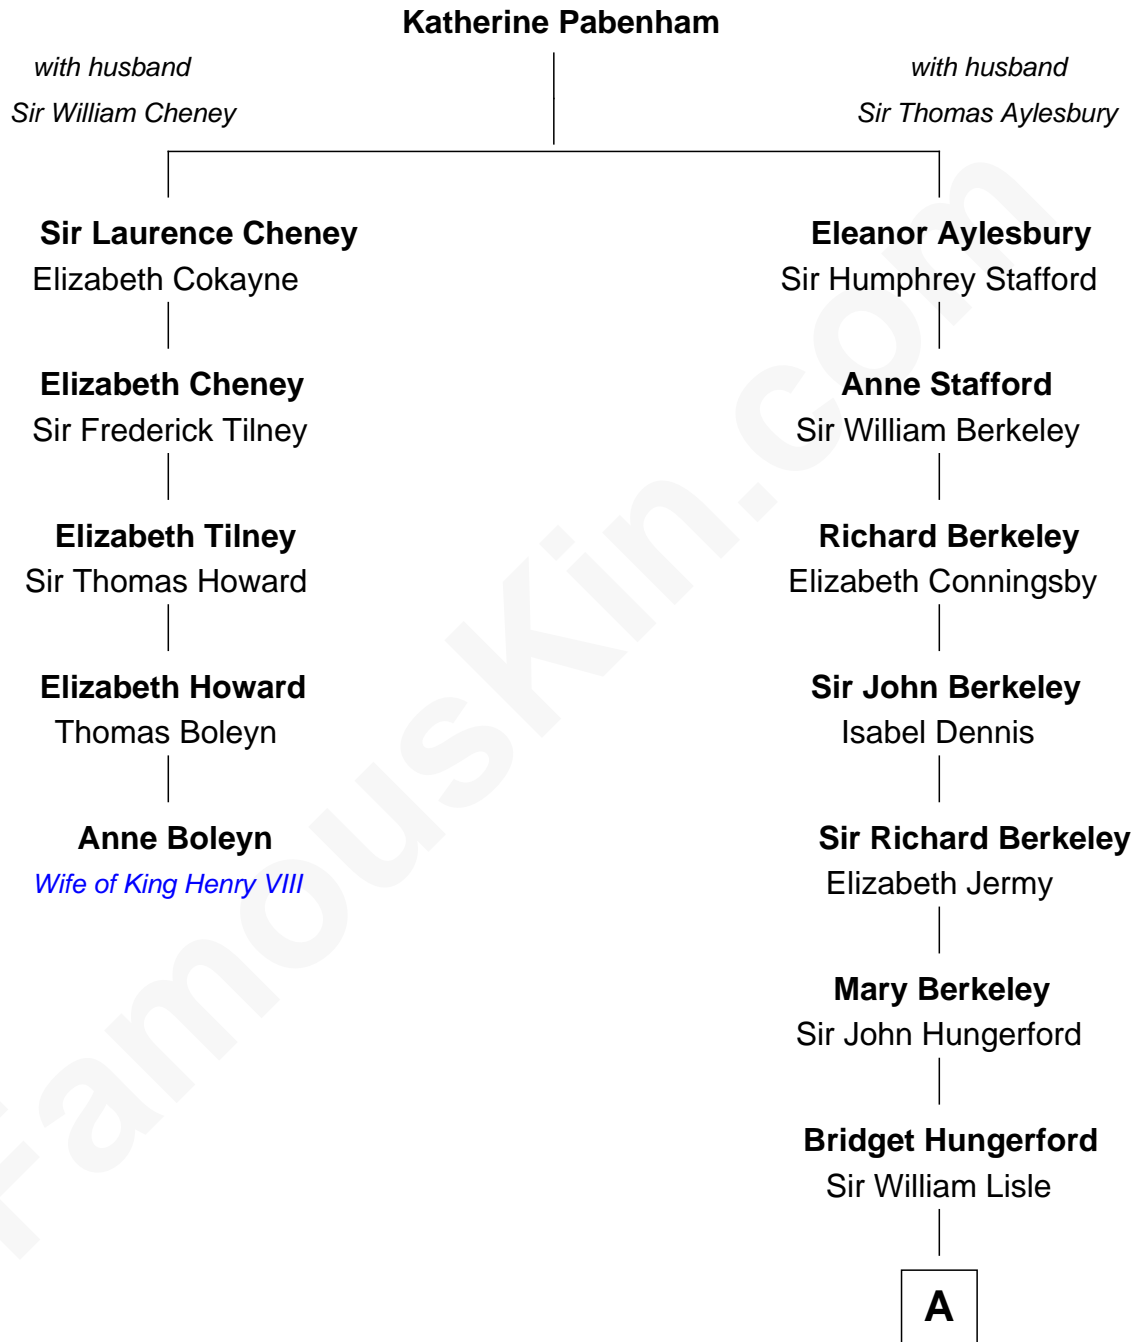 Katherine Pabenham
with husband
Sir William Cheney
with husband
Sir Thomas Aylesbury
Sir Laurence Cheney
Elizabeth Cokayne
Elizabeth Cheney
Sir Frederick Tilney
Elizabeth Tilney
Sir Thomas Howard
Elizabeth Howard
Thomas Boleyn
Anne Boleyn
Wife of King Henry VIII
Eleanor Aylesbury
Sir Humphrey Stafford
Anne Stafford
Sir William Berkeley
Richard Berkeley
Elizabeth Conningsby
Sir John Berkeley
Isabel Dennis
Sir Richard Berkeley
Elizabeth Jermy
Mary Berkeley
Sir John Hungerford
Bridget Hungerford
Sir William Lisle
A
FamousKin.com